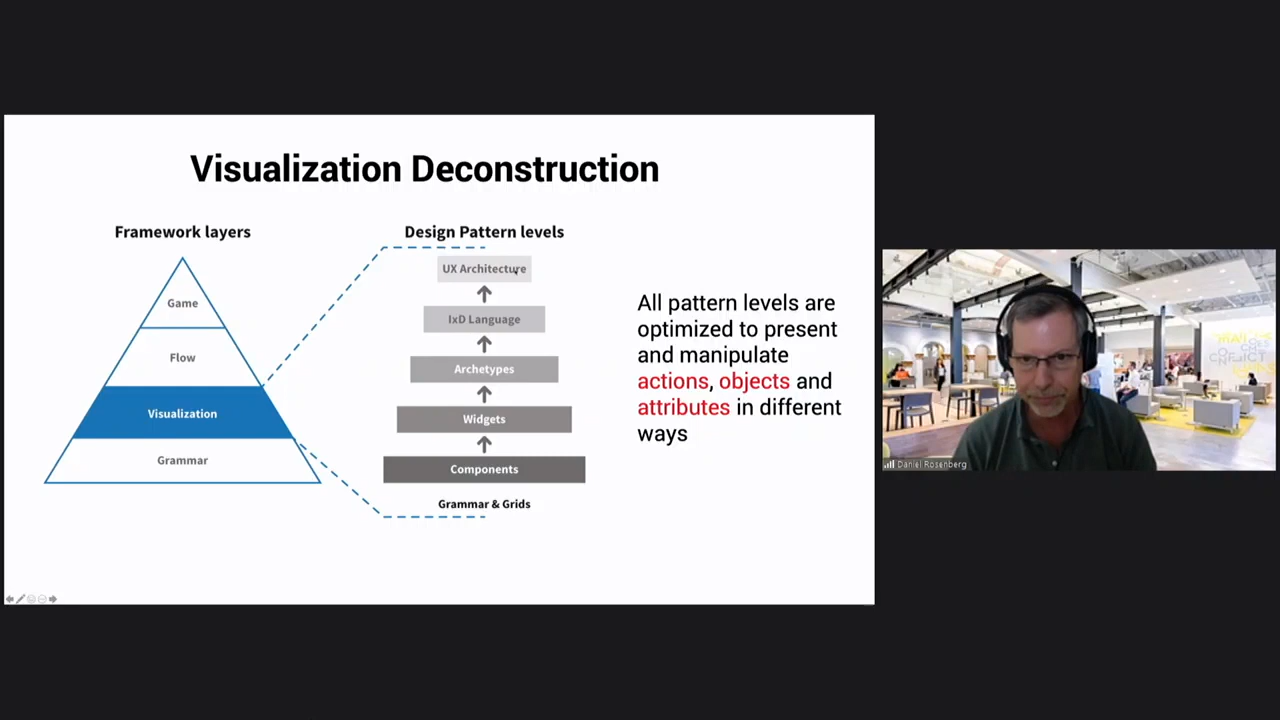 Visualization Deconstruction
Framework layers
Game
Flow
Visualization
Grammar
Design Pattern levels
UX Architecture
IxD Language
Archetypes
Widgets
Components
Grammar & Grids
All pattern levels are
optimized to present
and manipulate
actions, objects and
attributes in different
ways
Daniel Rosenberg